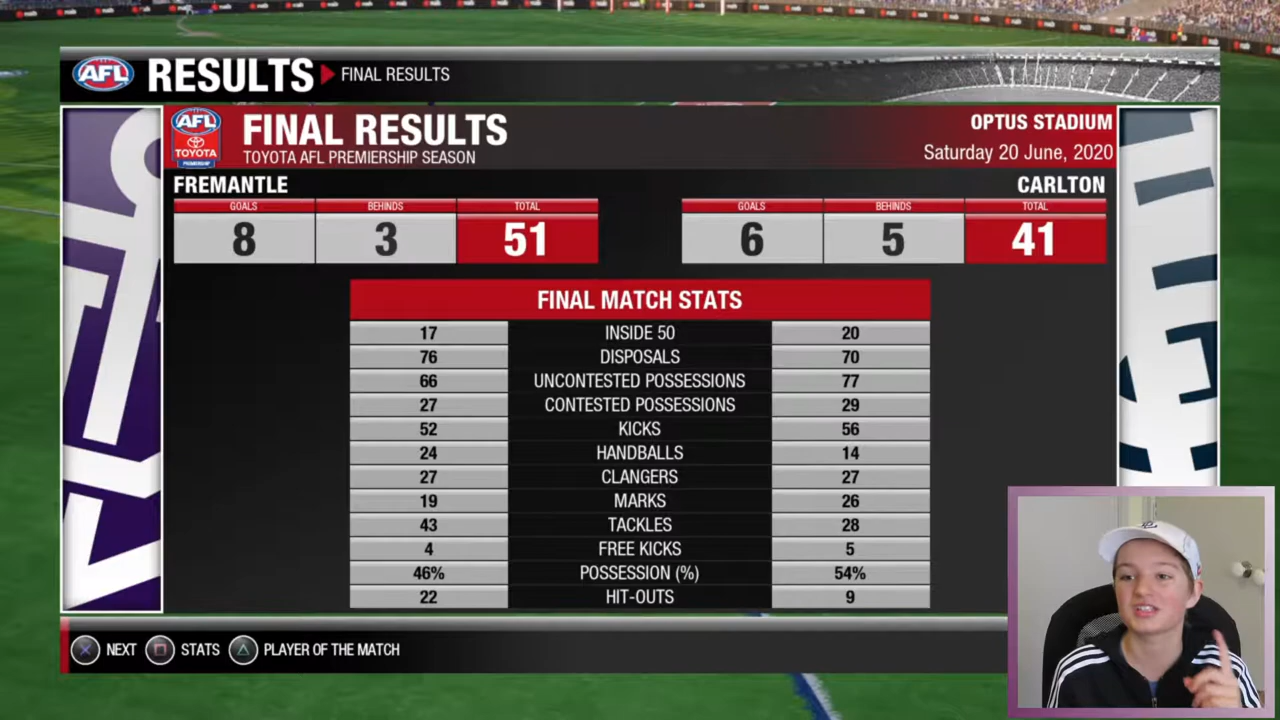 AFL RESULTS FINAL RESULTS
AFL
TOYOTA
PREMIERSHIP
FINAL RESULTS
TOYOTA AFL PREMIERSHIP SEASON
OPTUS STADIUM
Saturday 20 June, 2020
FREMANTLE CARLTON
GOALS BEHINDS TOTAL GOALS BEHINDS TOTAL
8 3 51 6 5 41
FINAL MATCH STATS
17 INSIDE 50 20
76 DISPOSALS 70
66 UNCONTESTED POSSESSIONS 77
27 CONTESTED POSSESSIONS 29
52 KICKS 56
24 HANDBALLS 14
27 CLANGERS 27
19 MARKS 26
43 TACKLES 28
4 FREE KICKS 5
46% POSSESSION (%) 54%
22 HIT-OUTS 9
NEXT STATS PLAYER OF THE MATCH